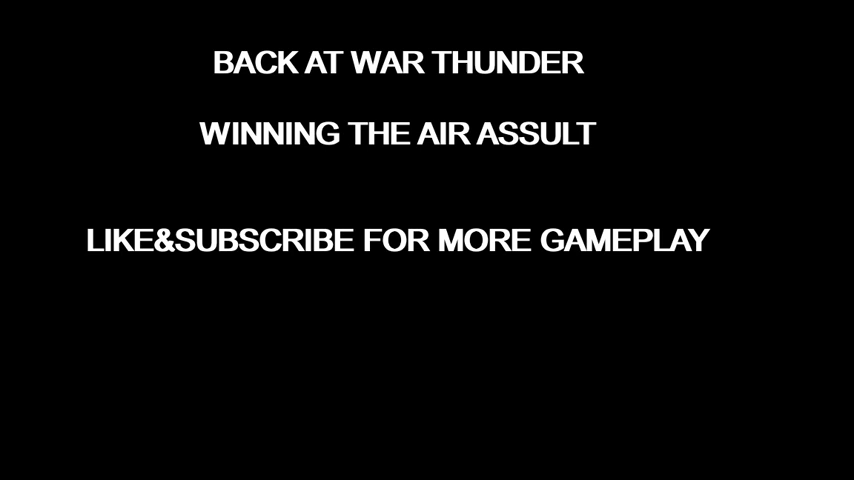 BACK AT WAR THUNDER
WINNING THE AIR ASSULT
LIKE&SUBSCRIBE FOR MORE GAMEPLAY